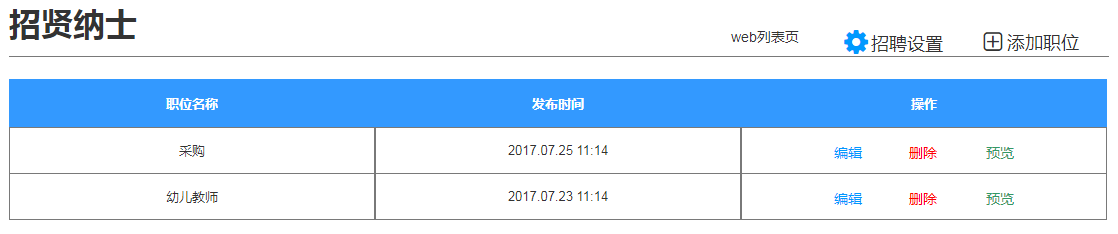 招贤纳士
web列表页 招聘设置 添加职位
职位名称 发布时间 操作
采购 2017.07.25 11:14 编辑 删除 预览
幼儿教师 2017.07.23 11:14 编辑 删除 预览